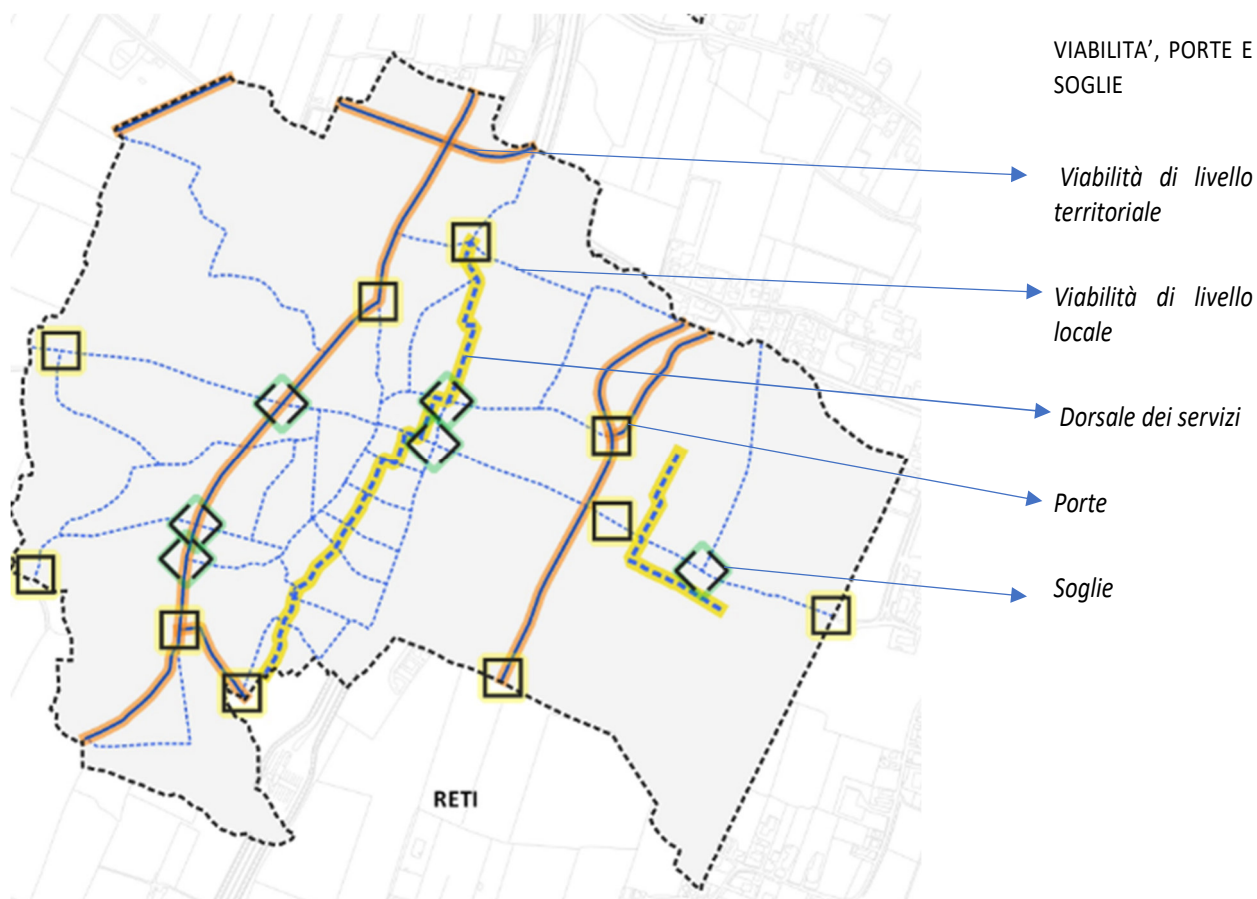 VIABILITA’, PORTE E
SOGLIE
Viabilità di livello
territoriale
Viabilità di livello
locale
Dorsale dei servizi
Porte
Soglie
RETI